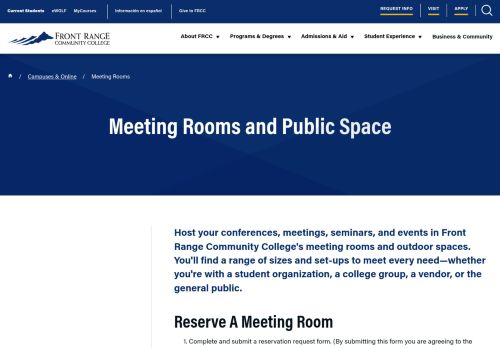 Current Students eWOLF MyCourses Información en español Give to FRCC REQUEST INFO VISIT APPLY
FRONT RANGE
COMMUNITY COLLEGE
About FRCC Programs & Degrees Admissions & Aid Student Experience Business & Community
/ Campuses & Online / Meeting Rooms
Meeting Rooms and Public Space
Host your conferences, meetings, seminars, and events in Front
Range Community College's meeting rooms and outdoor spaces.
You'll find a range of sizes and set-ups to meet every need—whether
you're with a student organization, a college group, a vendor, or the
general public.
Reserve A Meeting Room
1. Complete and submit a reservation request form. (By submitting this form you are agreeing to the